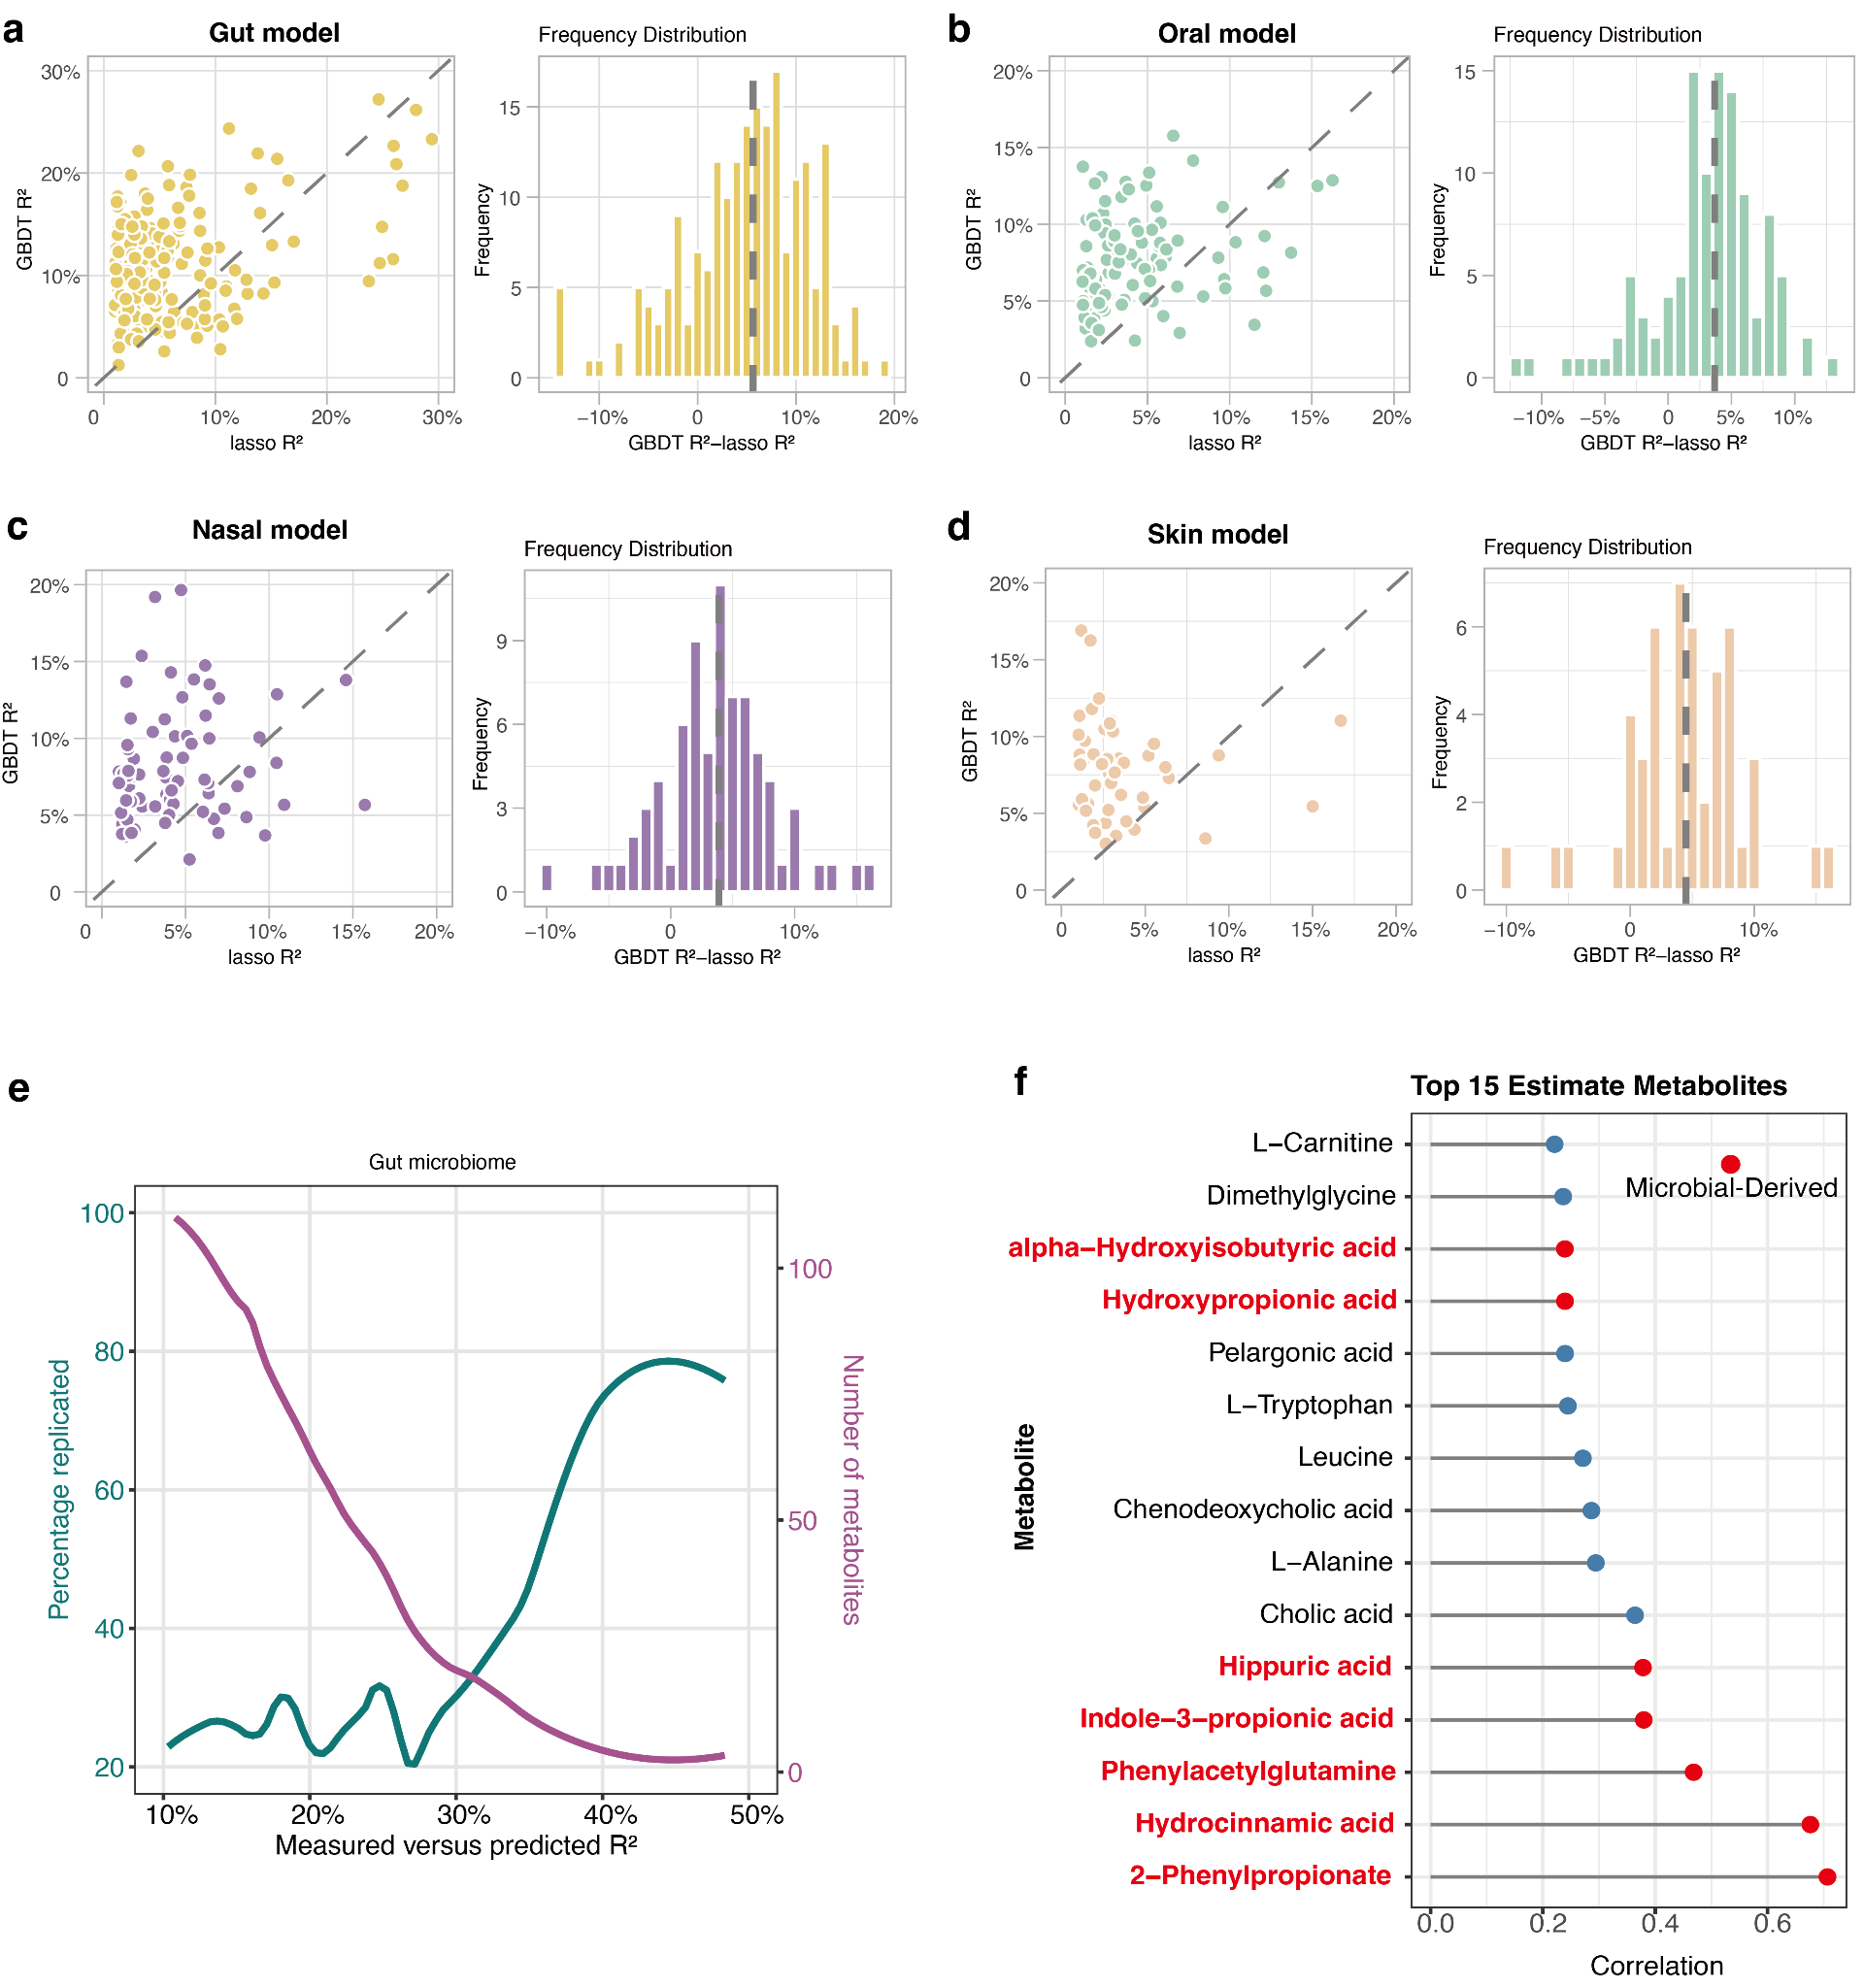 a
Gut model
Frequency Distribution
30%
20%
10%
0
GBDT R²
0
10%
20%
30%
lasso R²
15
10
5
0
Frequency
−10%
0
10%
20%
GBDT R²−lasso R²
b
Oral model
Frequency Distribution
20%
15%
10%
5%
0
GBDT R²
0
5%
10%
15%
20%
lasso R²
15
10
5
0
Frequency
−10%
−5%
0
5%
10%
GBDT R²−lasso R²
c
Nasal model
Frequency Distribution
20%
15%
10%
5%
0
GBDT R²
0
5%
10%
15%
20%
lasso R²
9
6
3
0
Frequency
−10%
0
10%
GBDT R²−lasso R²
d
Skin model
Frequency Distribution
20%
15%
10%
5%
0
GBDT R²
0
5%
10%
15%
20%
lasso R²
6
4
2
0
Frequency
−10%
0
10%
GBDT R²−lasso R²
e
Gut microbiome
100
80
60
40
20
Percentage replicated
100
50
0
Number of metabolites
10%
20%
30%
40%
50%
Measured versus predicted R²
f
Top 15 Estimate Metabolites
Metabolite
L−Carnitine
Dimethylglycine
alpha−Hydroxyisobutyric acid
Hydroxypropionic acid
Pelargonic acid
L−Tryptophan
Leucine
Chenodeoxycholic acid
L−Alanine
Cholic acid
Hippuric acid
Indole−3−propionic acid
Phenylacetylglutamine
Hydrocinnamic acid
2−Phenylpropionate
Microbial-Derived
0.0
0.2
0.4
0.6
Correlation